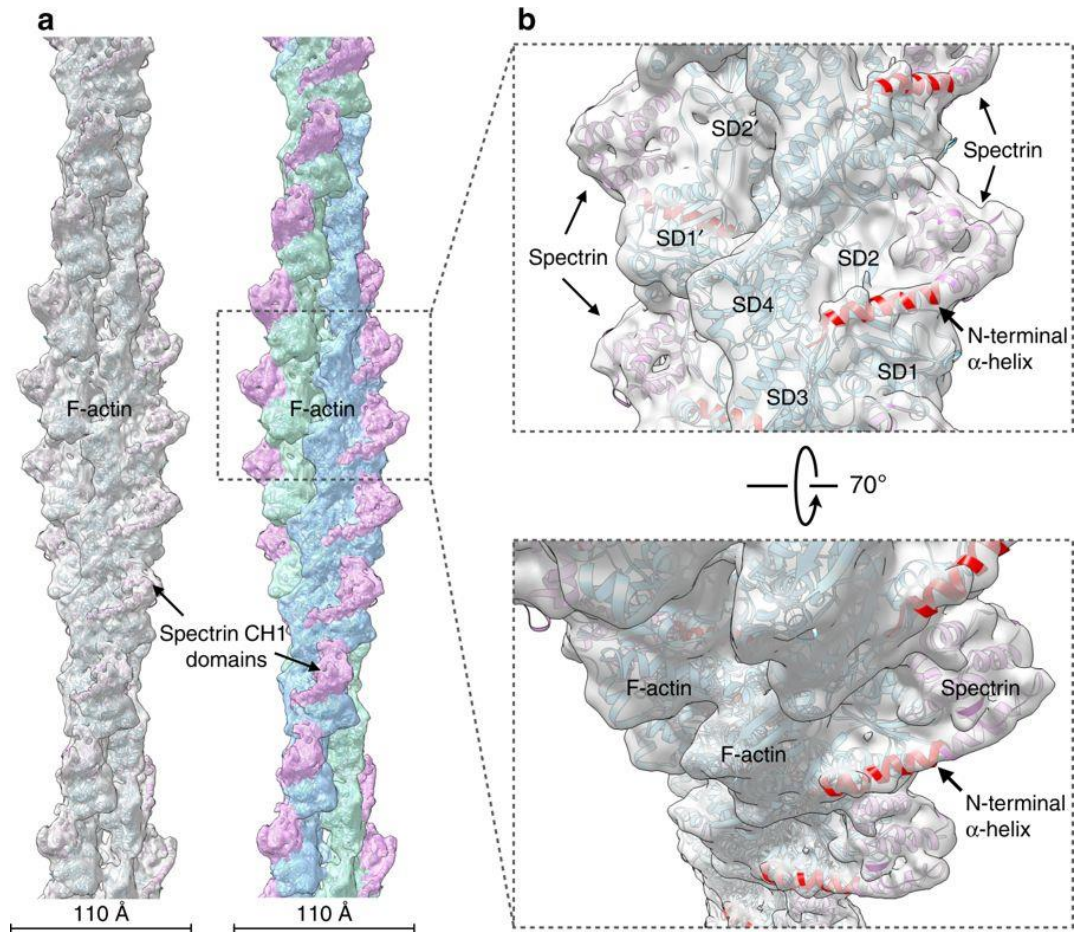 a
F-actin
F-actin
Spectrin CH1
domains
110 Å
110 Å
b
SD2′
Spectrin
Spectrin
SD1′
SD2
SD4
N-terminal
α-helix
SD1
SD3
70°
F-actin
Spectrin
F-actin
N-terminal
α-helix